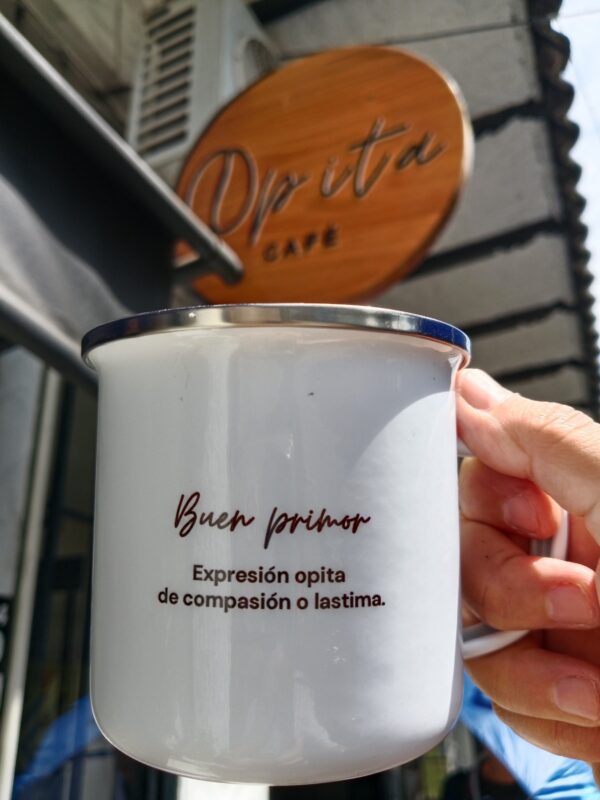 Opita
CAFÉ
Buen primor
Expresión opita
de compasión o lastima.